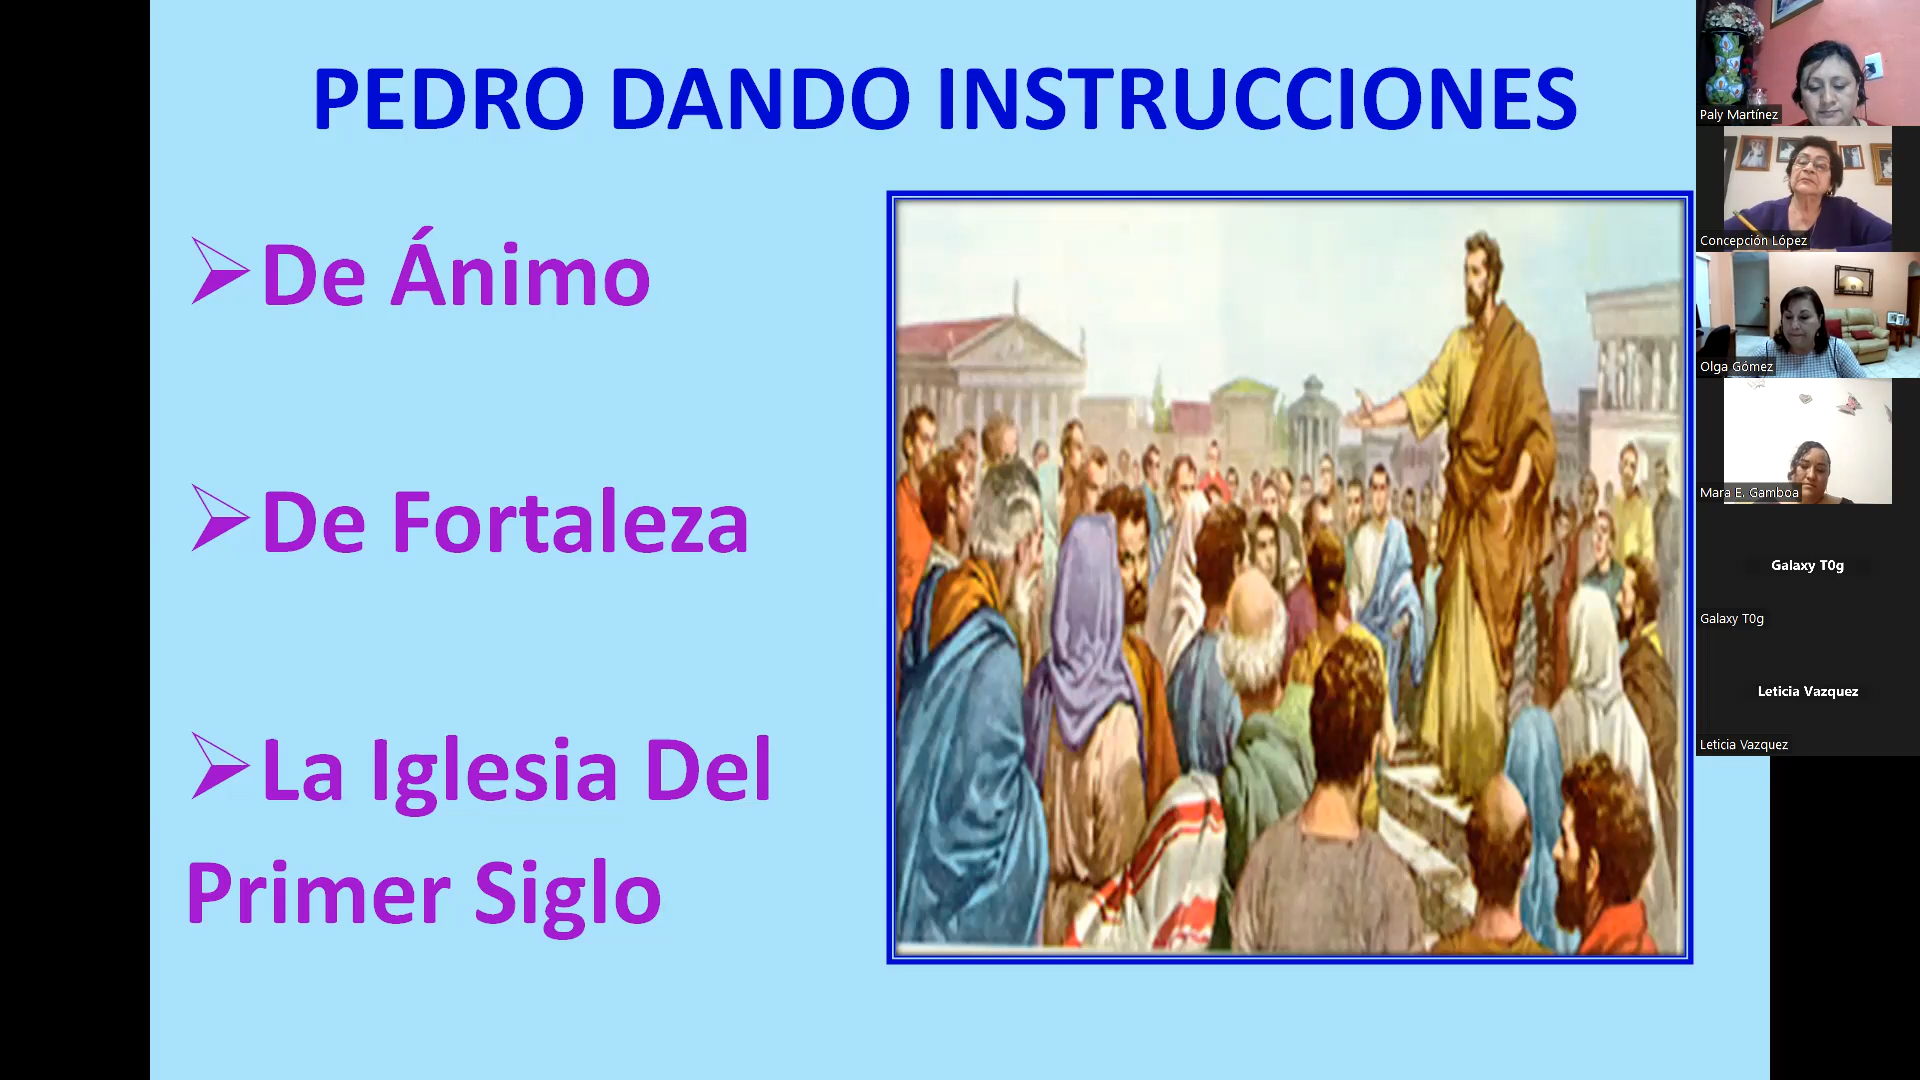 PEDRO DANDO INSTRUCCIONES
De Ánimo
De Fortaleza
La Iglesia Del
Primer Siglo
Paly Martínez
Concepción López
Olga Gómez
Mara E. Gamboa
Galaxy T0g
Galaxy T0g
Leticia Vazquez
Leticia Vazquez